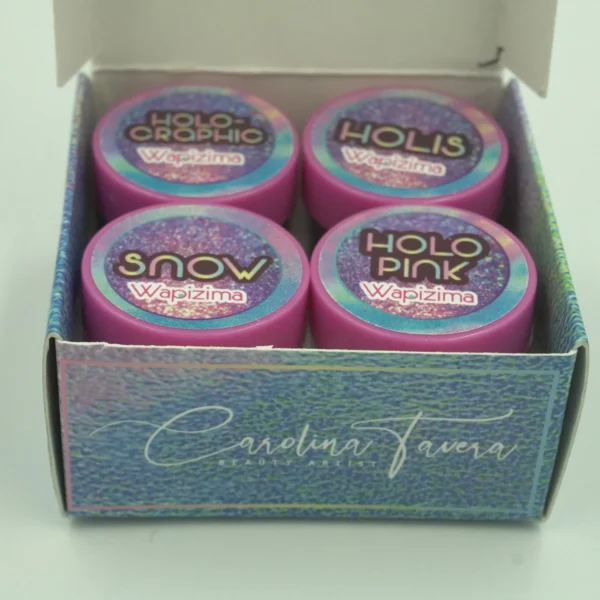 HOLO-
GRAPHIC
Wapizima
HOLIS
Wapizima
SNOW
Wapizima
HOLO
PINK
Wapizima
Carolina Tavera
BEAUTY ARTIST